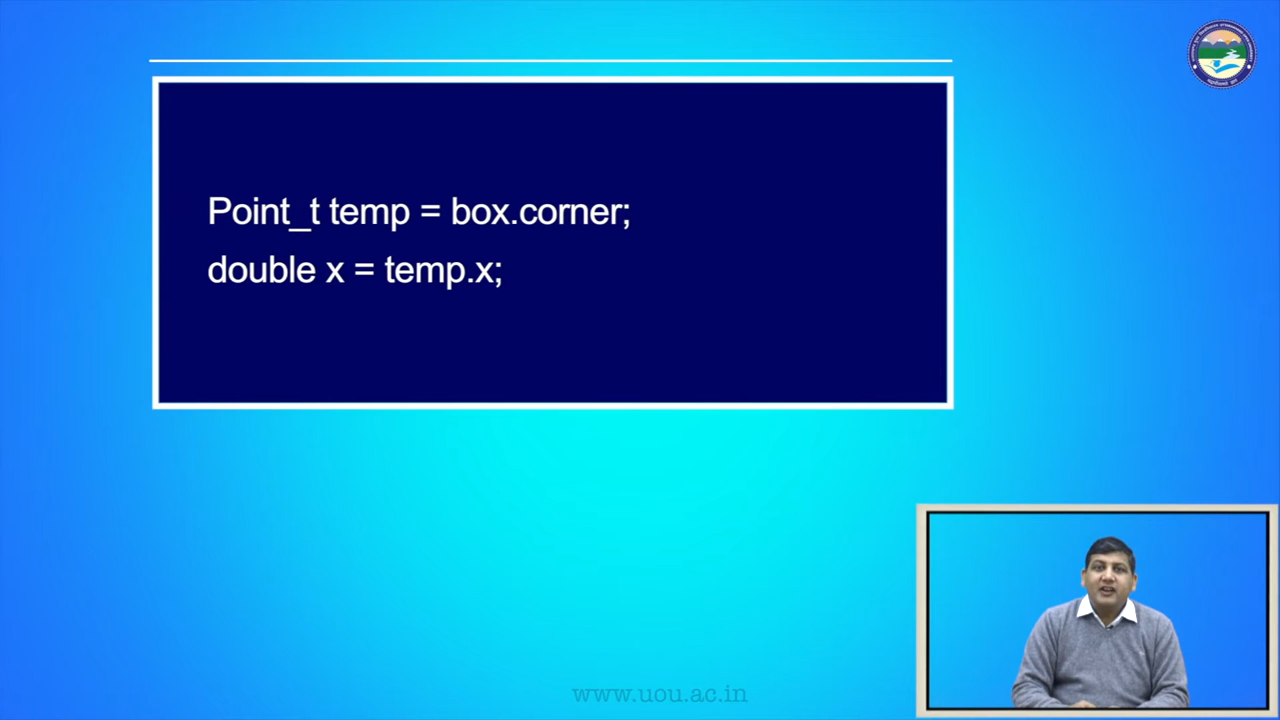 Point_t temp = box.corner;
double x = temp.x;
www.uou.ac.in